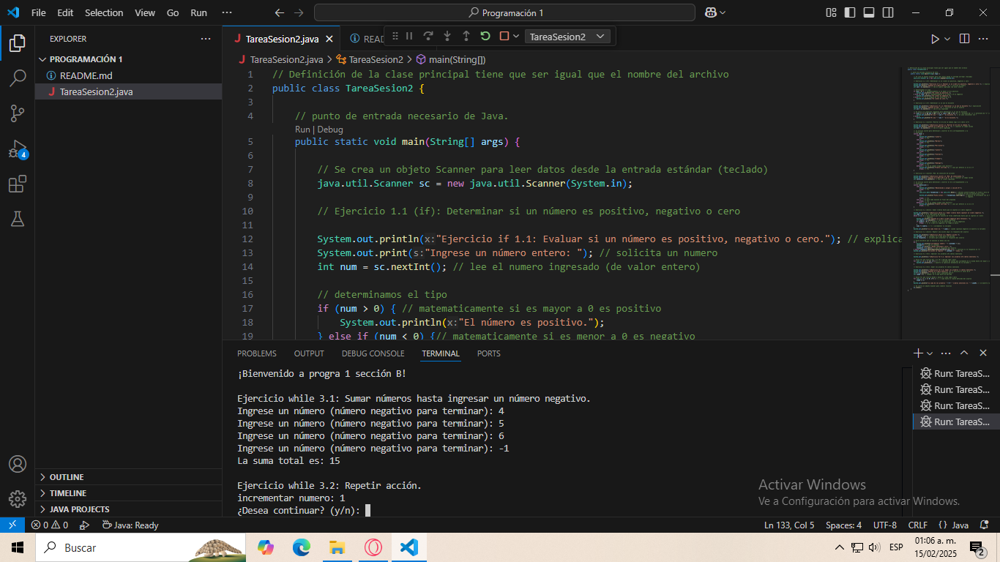 File Edit Selection View Go Run ···
Programación 1
EXPLORER
PROGRAMACIÓN 1
README.md
TareaSesion2.java
OUTLINE
TIMELINE
JAVA PROJECTS
4
TareaSesion2.java
READ
TareaSesion2
TareaSesion2.java > TareaSesion2 > main(String[])
1 // Definición de la clase principal tiene que ser igual que el nombre del archivo
2 public class TareaSesion2 {
3
4 // punto de entrada necesario de Java.
Run | Debug
5 public static void main(String[] args) {
6
7 // Se crea un objeto Scanner para leer datos desde la entrada estándar (teclado)
8 java.util.Scanner sc = new java.util.Scanner(System.in);
9
10 // Ejercicio 1.1 (if): Determinar si un número es positivo, negativo o cero
11
12 System.out.println(x:"Ejercicio if 1.1: Evaluar si un número es positivo, negativo o cero."); // explica
13 System.out.print(s:"Ingrese un número entero: "); // solicita un numero
14 int num = sc.nextInt(); // lee el numero ingresado (de valor entero)
15
16 // determinamos el tipo
17 if (num > 0) { // matematicamente si es mayor a 0 es positivo
18 System.out.println(x:"El número es positivo.");
19 } else if (num < 0) {// matematicamente si es menor a 0 es negativo
PROBLEMS OUTPUT DEBUG CONSOLE TERMINAL PORTS
¡Bienvenido a progra 1 sección B!
Ejercicio while 3.1: Sumar números hasta ingresar un número negativo.
Ingrese un número (número negativo para terminar): 4
Ingrese un número (número negativo para terminar): 5
Ingrese un número (número negativo para terminar): 6
Ingrese un número (número negativo para terminar): -1
La suma total es: 15
Ejercicio while 3.2: Repetir acción.
incrementar numero: 1
¿Desea continuar? (y/n):
Run: TareaS...
Run: TareaS...
Run: TareaS...
Run: TareaS...
Activar Windows
Ve a Configuración para activar Windows.
0 0 Java: Ready
Ln 133, Col 5 Spaces: 4 UTF-8 CRLF {} Java
Buscar
ESP
01:06 a. m.
15/02/2025
2